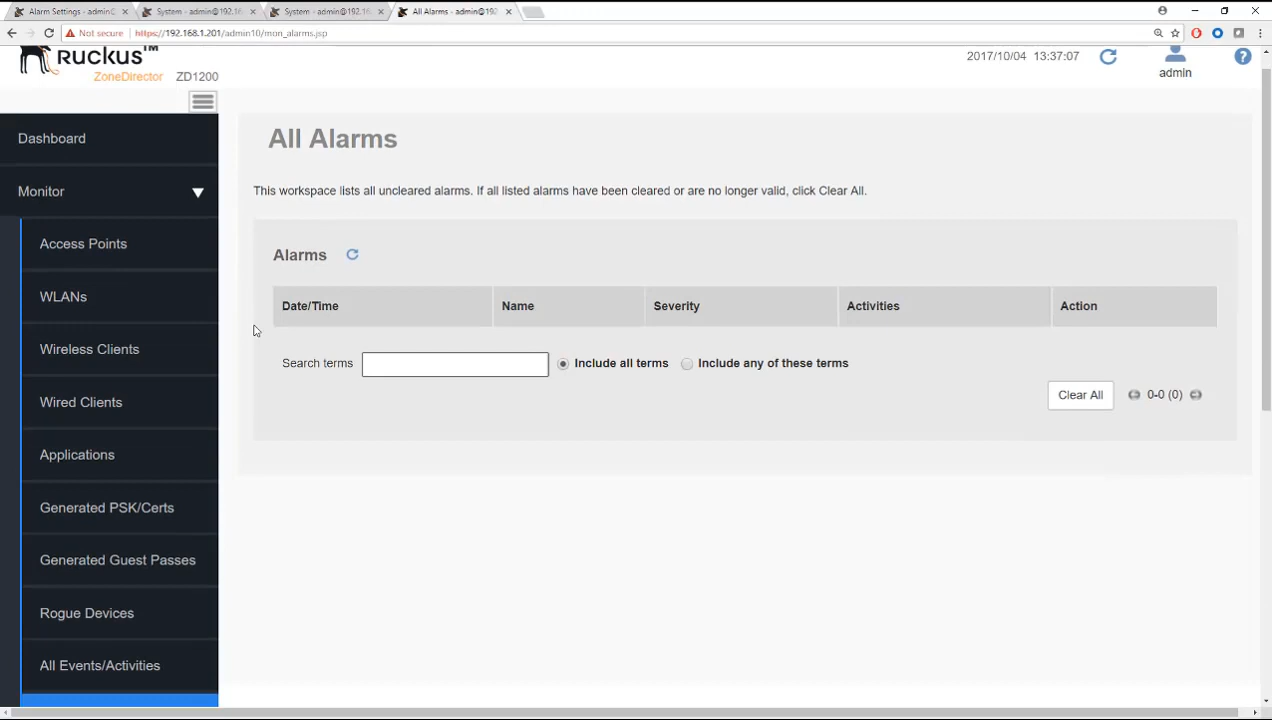 Alarm Settings - admin@
System - admin@192.16
System - admin@192.16
All Alarms - admin@192
Not secure
https://192.168.1.201/admin10/mon_alarms.jsp
RUCKUS™
ZoneDirector ZD1200
2017/10/04 13:37:07
admin
?
Dashboard
Monitor
Access Points
WLANs
Wireless Clients
Wired Clients
Applications
Generated PSK/Certs
Generated Guest Passes
Rogue Devices
All Events/Activities
All Alarms
This workspace lists all uncleared alarms. If all listed alarms have been cleared or are no longer valid, click Clear All.
Alarms
Date/Time Name Severity Activities Action
Search terms Include all terms Include any of these terms
Clear All 0-0 (0)